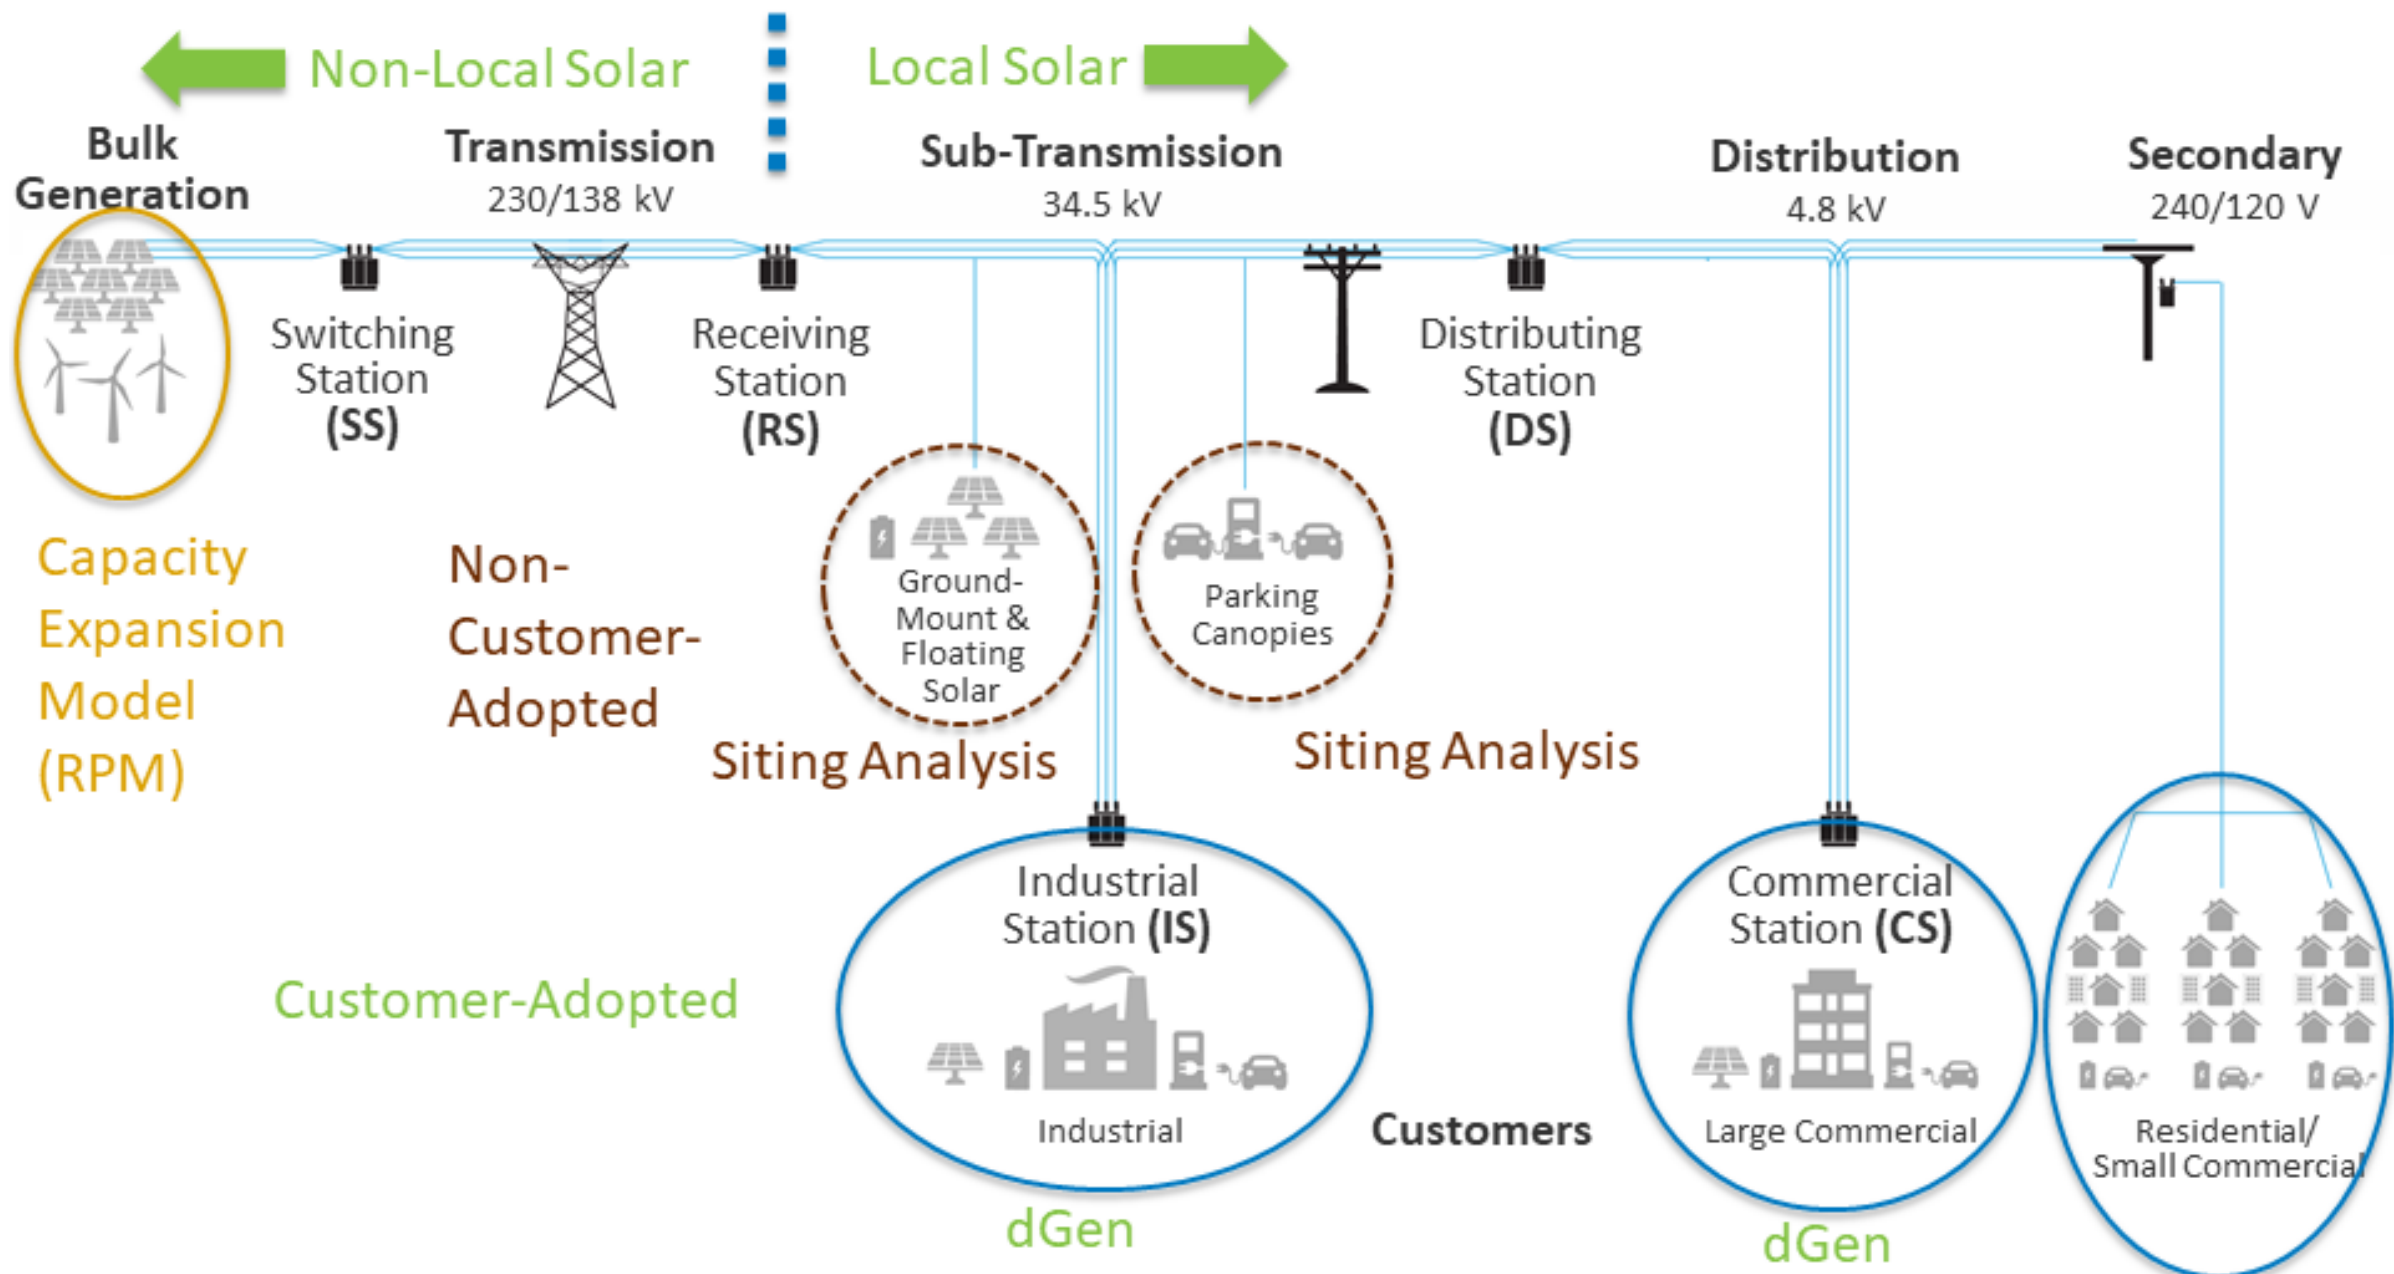 Non-Local Solar
Local Solar
Bulk
Generation
Transmission
230/138 kV
Sub-Transmission
34.5 kV
Distribution
4.8 kV
Secondary
240/120 V
Switching
Station
(SS)
Receiving
Station
(RS)
Distributing
Station
(DS)
Capacity
Expansion
Model
(RPM)
Non-
Customer-
Adopted
Ground-
Mount &
Floating
Solar
Siting Analysis
Parking
Canopies
Siting Analysis
Customer-Adopted
Industrial
Station (IS)
Industrial
dGen
Customers
Commercial
Station (CS)
Large Commercial
dGen
Residential/
Small Commercial